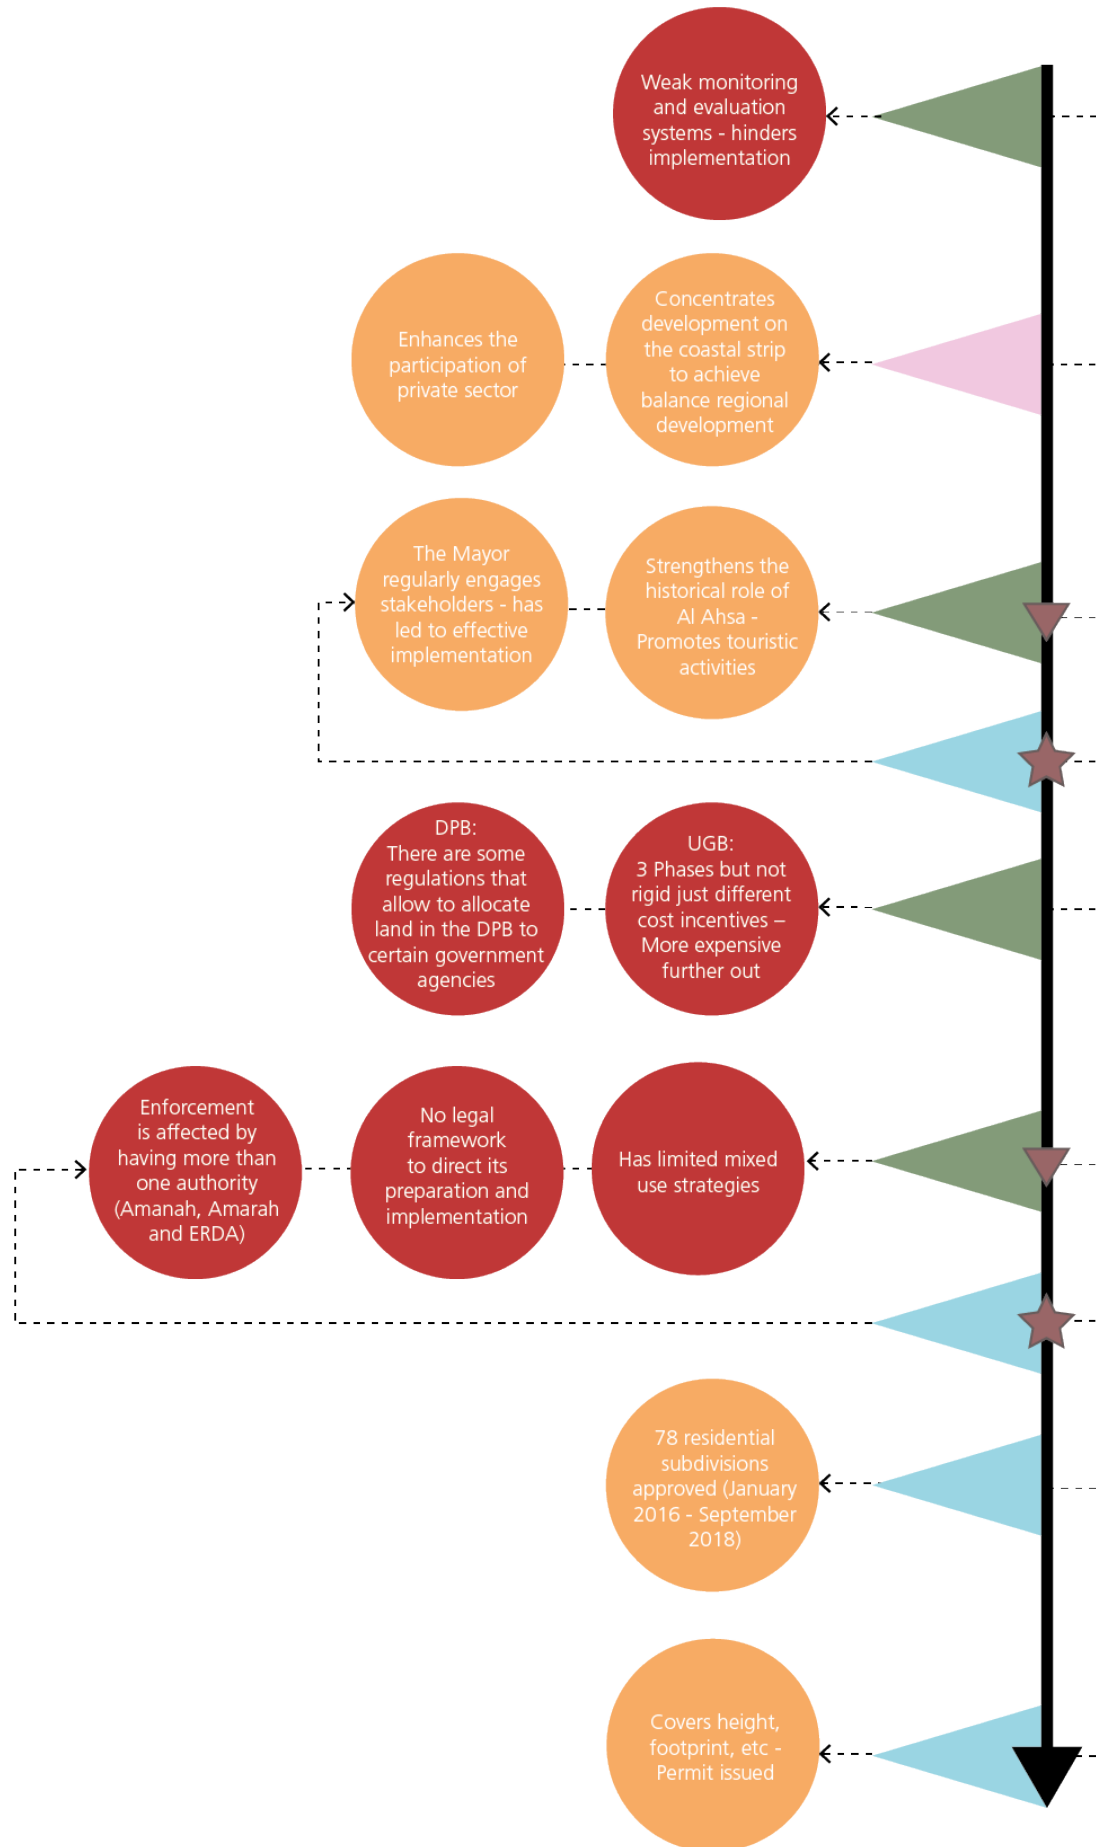 Weak monitoring
and evaluation
systems - hinders
implementation
Enhances the
participation of
private sector
Concentrates
development on
the coastal strip
to achieve
balance regional
development
The Mayor
regularly engages
stakeholders - has
led to effective
implementation
Strengthens the
historical role of
Al Ahsa -
Promotes touristic
activities
DPB:
There are some
regulations that
allow to allocate
land in the DPB to
certain government
agencies
UGB:
3 Phases but not
rigid just different
cost incentives –
More expensive
further out
Enforcement
is affected by
having more than
one authority
(Amanah, Amarah
and ERDA)
No legal
framework
to direct its
preparation and
implementation
Has limited mixed
use strategies
78 residential
subdivisions
approved (January
2016 - September
2018)
Covers height,
footprint, etc -
Permit issued